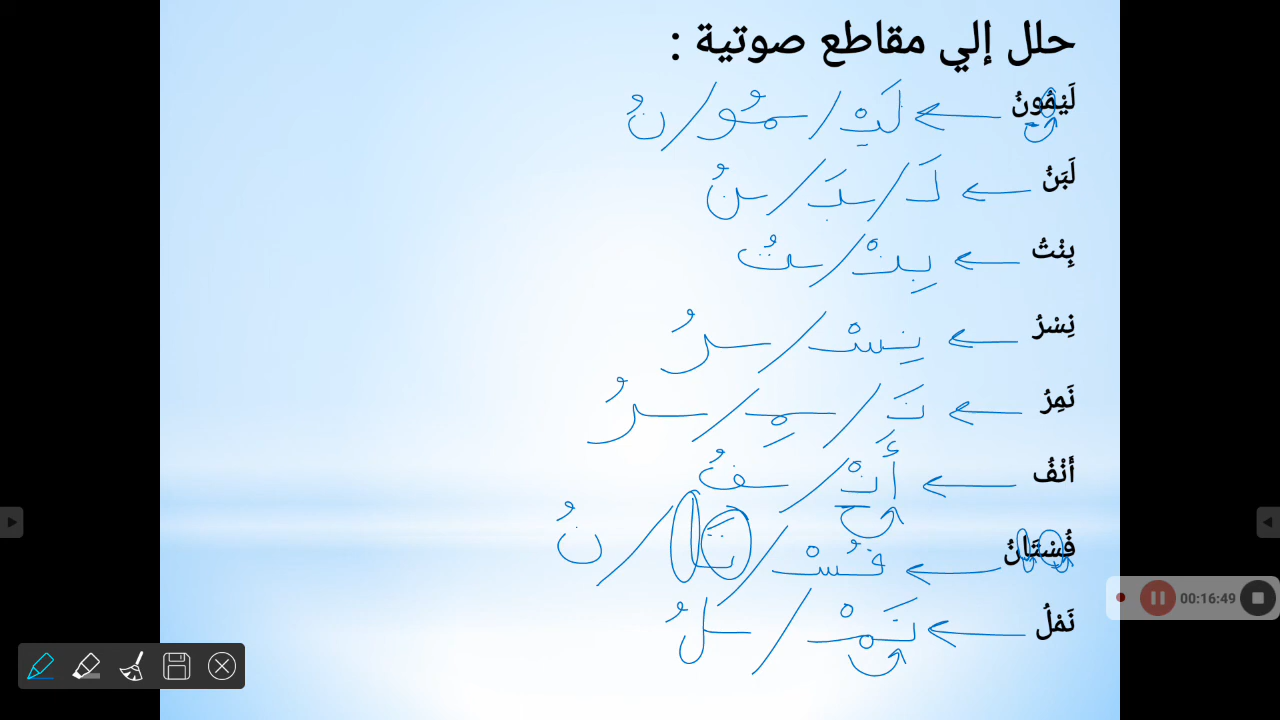 حلل إلي مقاطع صوتية :
لَيْمُونُ ← لَيْ / مُو / نُ
لَبَنُ ← لَ / بَ / نُ
بِنْتُ ← بِنْ / تُ
نِسْرُ ← نِسْ / رُ
نَمِرُ ← نَ / مِ / رُ
أَنْفُ ← أَنْ / فُ
فُسْتَانُ ← فُسْ / تَا / نُ
نَمْلُ ← نَمْ / لُ
00:16:49